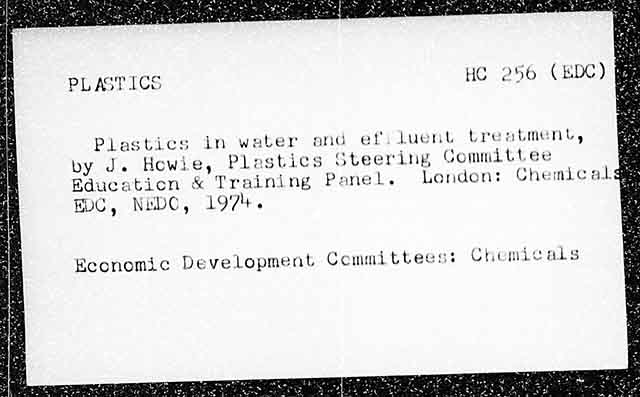 PLASTICS HC 256 (EDC)
Plastics in water and effluent treatment,
by J. Howie, Plastics Steering Committee
Education & Training Panel. London: Chemicals
EDC, NEDC, 1974.
Economic Development Committees: Chemicals